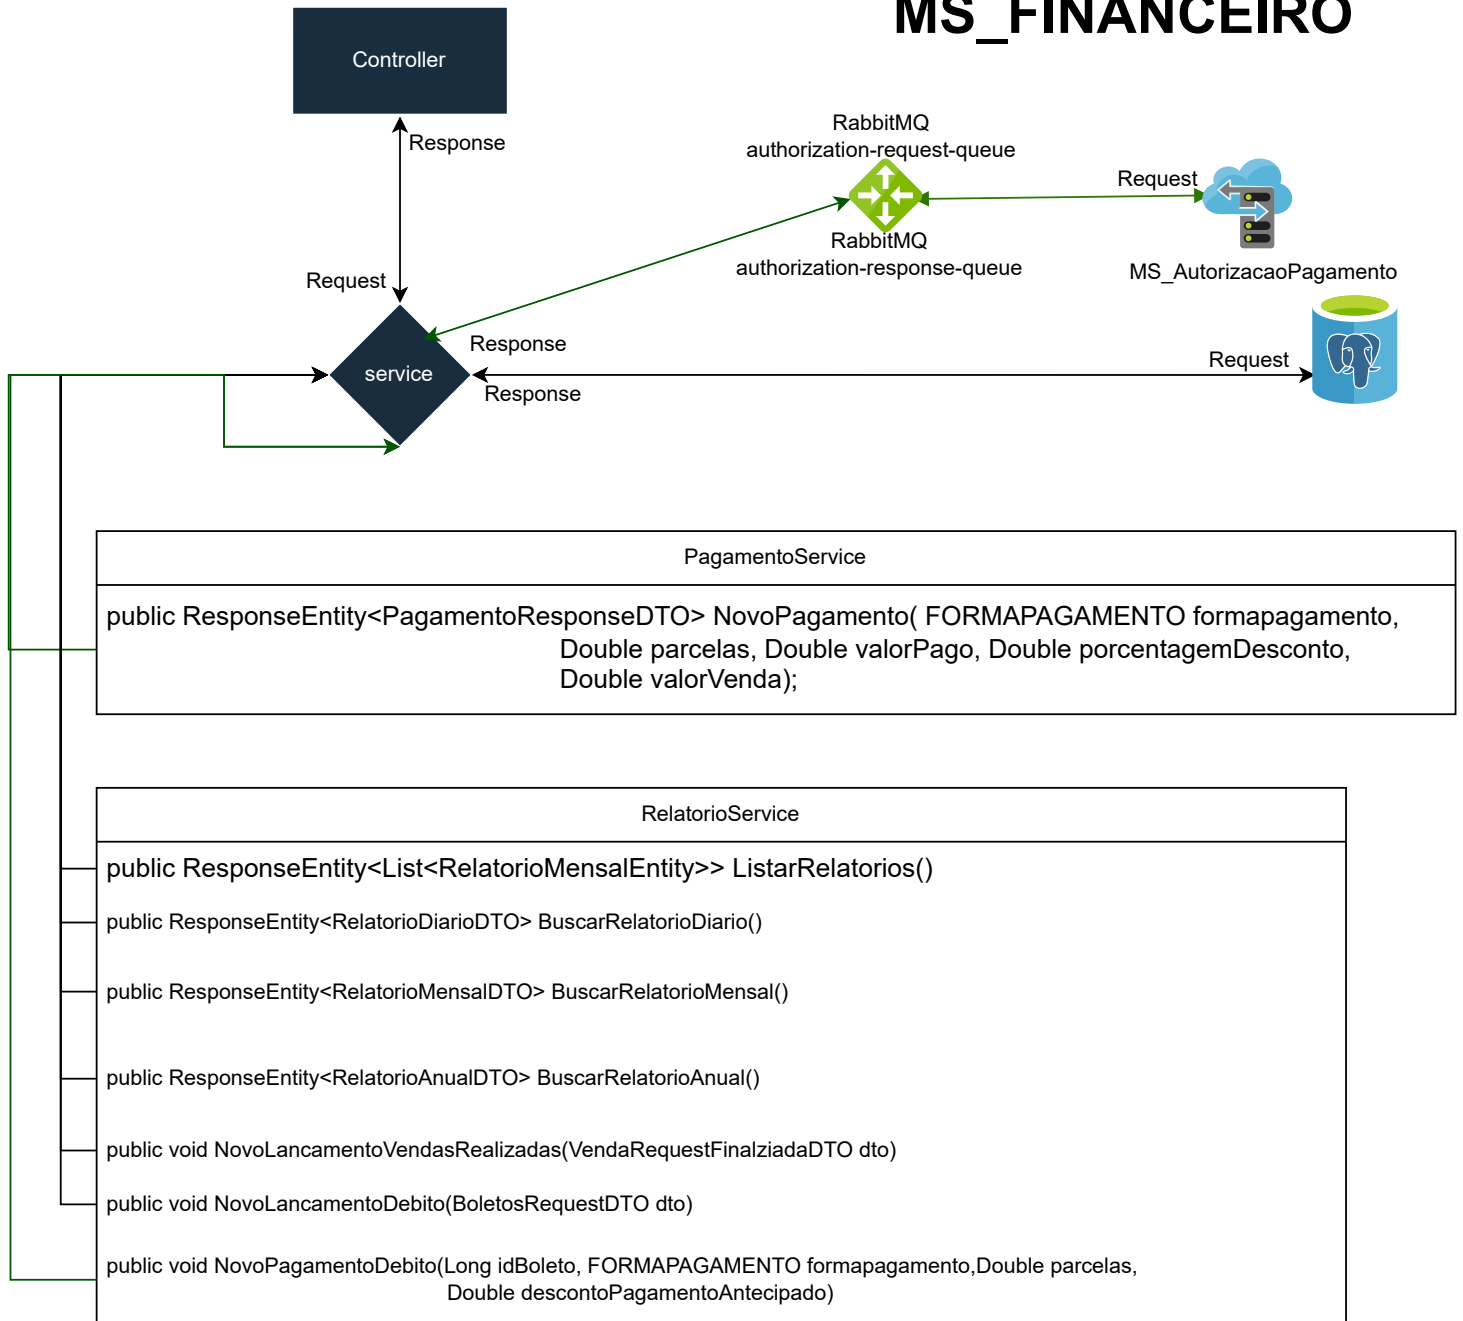 MS_FINANCEIRO
Controller
Response
RabbitMQ
authorization-request-queue
Request
RabbitMQ
authorization-response-queue
MS_AutorizacaoPagamento
Request
Response
service
Request
Response
PagamentoService
public ResponseEntity<PagamentoResponseDTO> NovoPagamento( FORMAPAGAMENTO formapagamento,
Double parcelas, Double valorPago, Double porcentagemDesconto,
Double valorVenda);
RelatorioService
public ResponseEntity<List<RelatorioMensalEntity>> ListarRelatorios()
public ResponseEntity<RelatorioDiarioDTO> BuscarRelatorioDiario()
public ResponseEntity<RelatorioMensalDTO> BuscarRelatorioMensal()
public ResponseEntity<RelatorioAnualDTO> BuscarRelatorioAnual()
public void NovoLancamentoVendasRealizadas(VendaRequestFinalziadaDTO dto)
public void NovoLancamentoDebito(BoletosRequestDTO dto)
public void NovoPagamentoDebito(Long idBoleto, FORMAPAGAMENTO formapagamento,Double parcelas,
Double descontoPagamentoAntecipado)